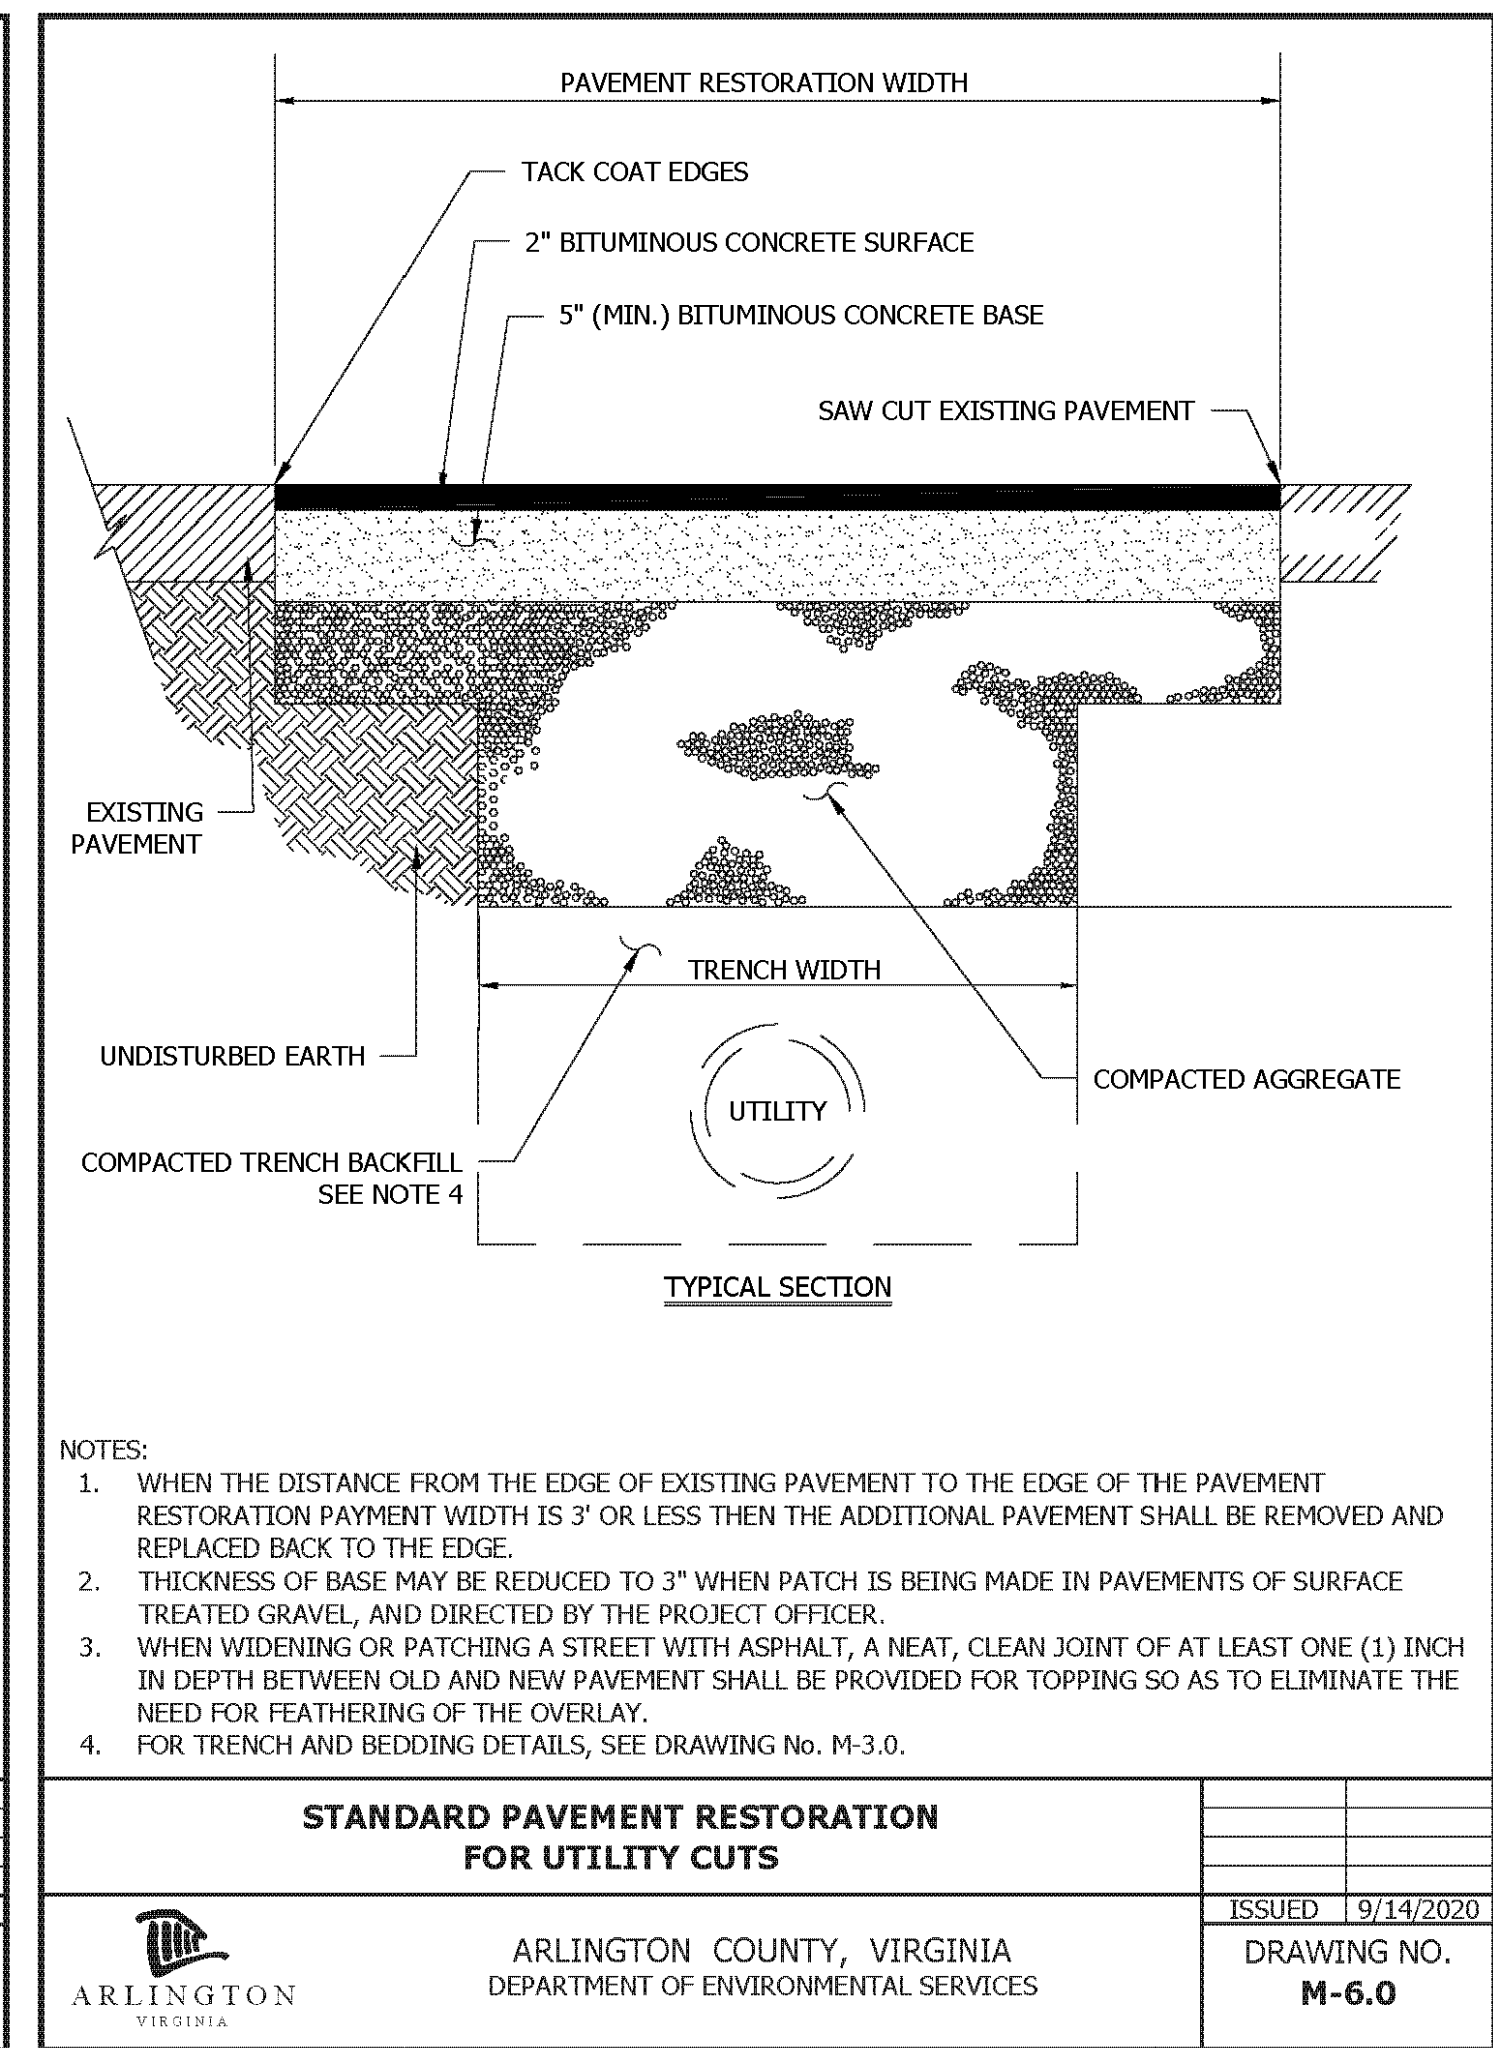 PAVEMENT RESTORATION WIDTH
TACK COAT EDGES
2" BITUMINOUS CONCRETE SURFACE
5" (MIN.) BITUMINOUS CONCRETE BASE
SAW CUT EXISTING PAVEMENT
EXISTING
PAVEMENT
TRENCH WIDTH
UNDISTURBED EARTH
COMPACTED AGGREGATE
UTILITY
COMPACTED TRENCH BACKFILL
SEE NOTE 4
TYPICAL SECTION
NOTES:
1. WHEN THE DISTANCE FROM THE EDGE OF EXISTING PAVEMENT TO THE EDGE OF THE PAVEMENT
RESTORATION PAYMENT WIDTH IS 3' OR LESS THEN THE ADDITIONAL PAVEMENT SHALL BE REMOVED AND
REPLACED BACK TO THE EDGE.
2. THICKNESS OF BASE MAY BE REDUCED TO 3" WHEN PATCH IS BEING MADE IN PAVEMENTS OF SURFACE
TREATED GRAVEL, AND DIRECTED BY THE PROJECT OFFICER.
3. WHEN WIDENING OR PATCHING A STREET WITH ASPHALT, A NEAT, CLEAN JOINT OF AT LEAST ONE (1) INCH
IN DEPTH BETWEEN OLD AND NEW PAVEMENT SHALL BE PROVIDED FOR TOPPING SO AS TO ELIMINATE THE
NEED FOR FEATHERING OF THE OVERLAY.
4. FOR TRENCH AND BEDDING DETAILS, SEE DRAWING No. M-3.0.
STANDARD PAVEMENT RESTORATION
FOR UTILITY CUTS
ISSUED 9/14/2020
ARLINGTON
VIRGINIA
ARLINGTON COUNTY, VIRGINIA
DEPARTMENT OF ENVIRONMENTAL SERVICES
DRAWING NO.
M-6.0